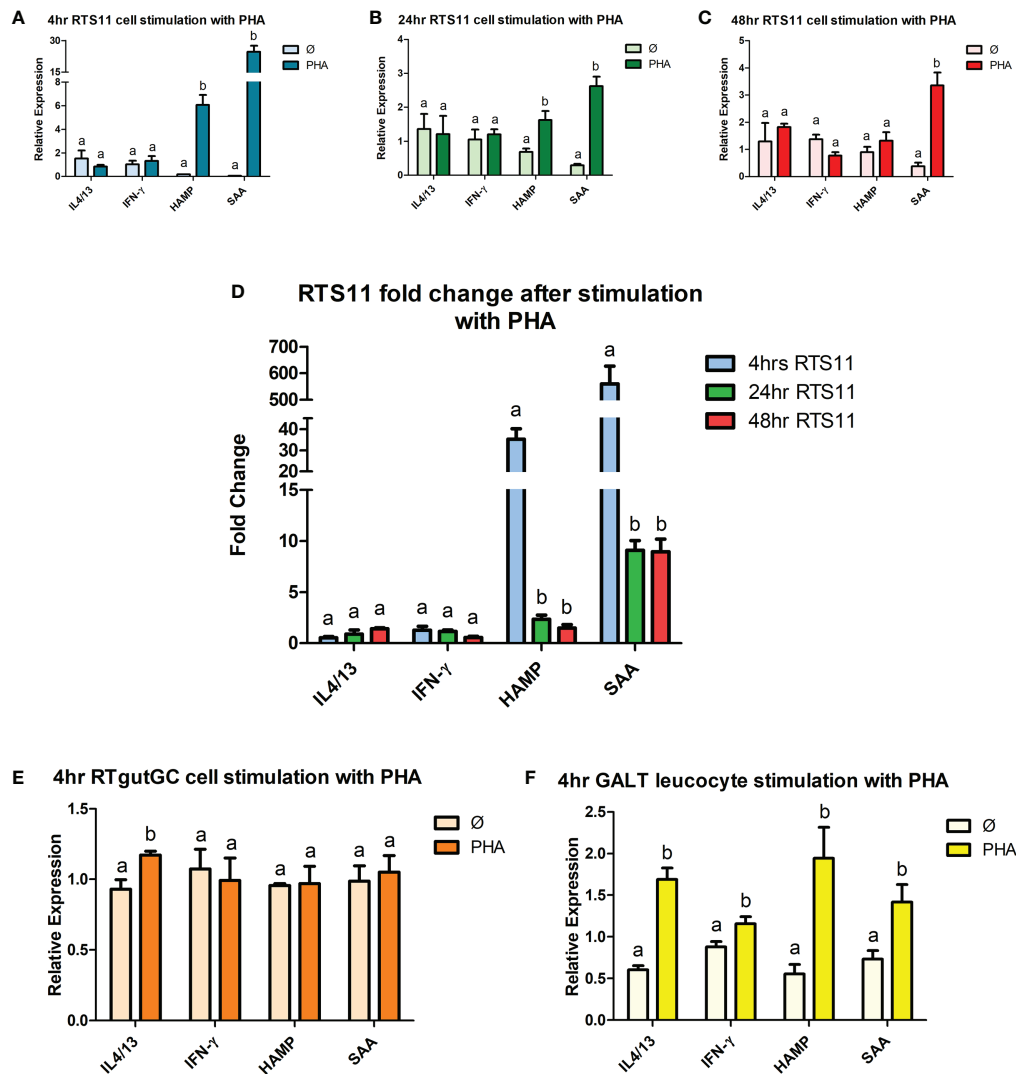 A
4hr RTS11 cell stimulation with PHA
Relative Expression
30
15
6
4
2
0
a a a a a b a b
IL4/13 IFN-γ HAMP SAA
Ø
PHA
B
24hr RTS11 cell stimulation with PHA
Relative Expression
4
3
2
1
0
a a a a a b a b
IL4/13 IFN-γ HAMP SAA
Ø
PHA
C
48hr RTS11 cell stimulation with PHA
Relative Expression
5
4
3
2
1
0
a a a a a a a b
IL4/13 IFN-γ HAMP SAA
Ø
PHA
D
RTS11 fold change after stimulation
with PHA
Fold Change
700
600
500
40
30
20
15
10
5
0
a a a a a a a b b a b b
IL4/13 IFN-γ HAMP SAA
4hrs RTS11
24hr RTS11
48hr RTS11
E
4hr RTgutGC cell stimulation with PHA
Relative Expression
1.5
1.0
0.5
0.0
a b a a a a a a
IL4/13 IFN-γ HAMP SAA
Ø
PHA
F
4hr GALT leucocyte stimulation with PHA
Relative Expression
2.5
2.0
1.5
1.0
0.5
0.0
a b a b a b a b
IL4/13 IFN-γ HAMP SAA
Ø
PHA